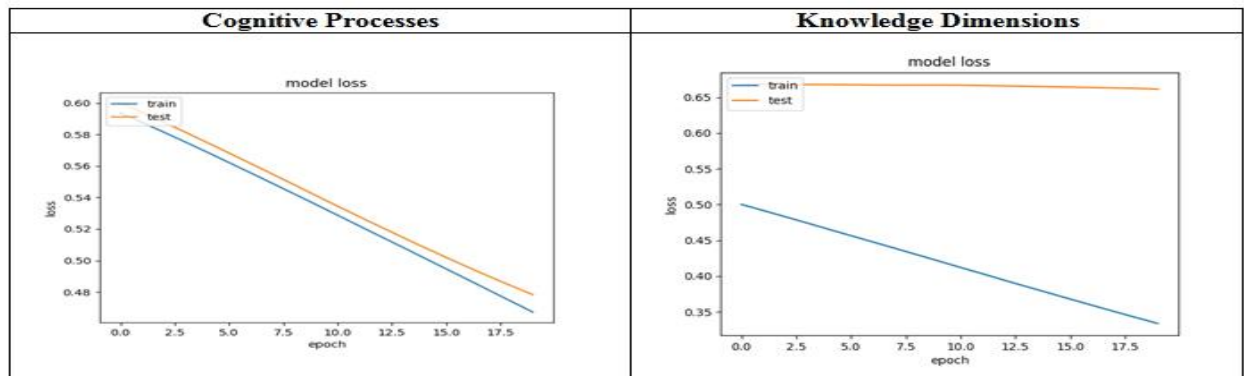 Cognitive Processes
Knowledge Dimensions
model loss
train
test
0.60
0.58
0.56
0.54
0.52
0.50
0.48
loss
0.0 2.5 5.0 7.5 10.0 12.5 15.0 17.5
epoch
model loss
train
test
0.65
0.60
0.55
0.50
0.45
0.40
0.35
loss
0.0 2.5 5.0 7.5 10.0 12.5 15.0 17.5
epoch